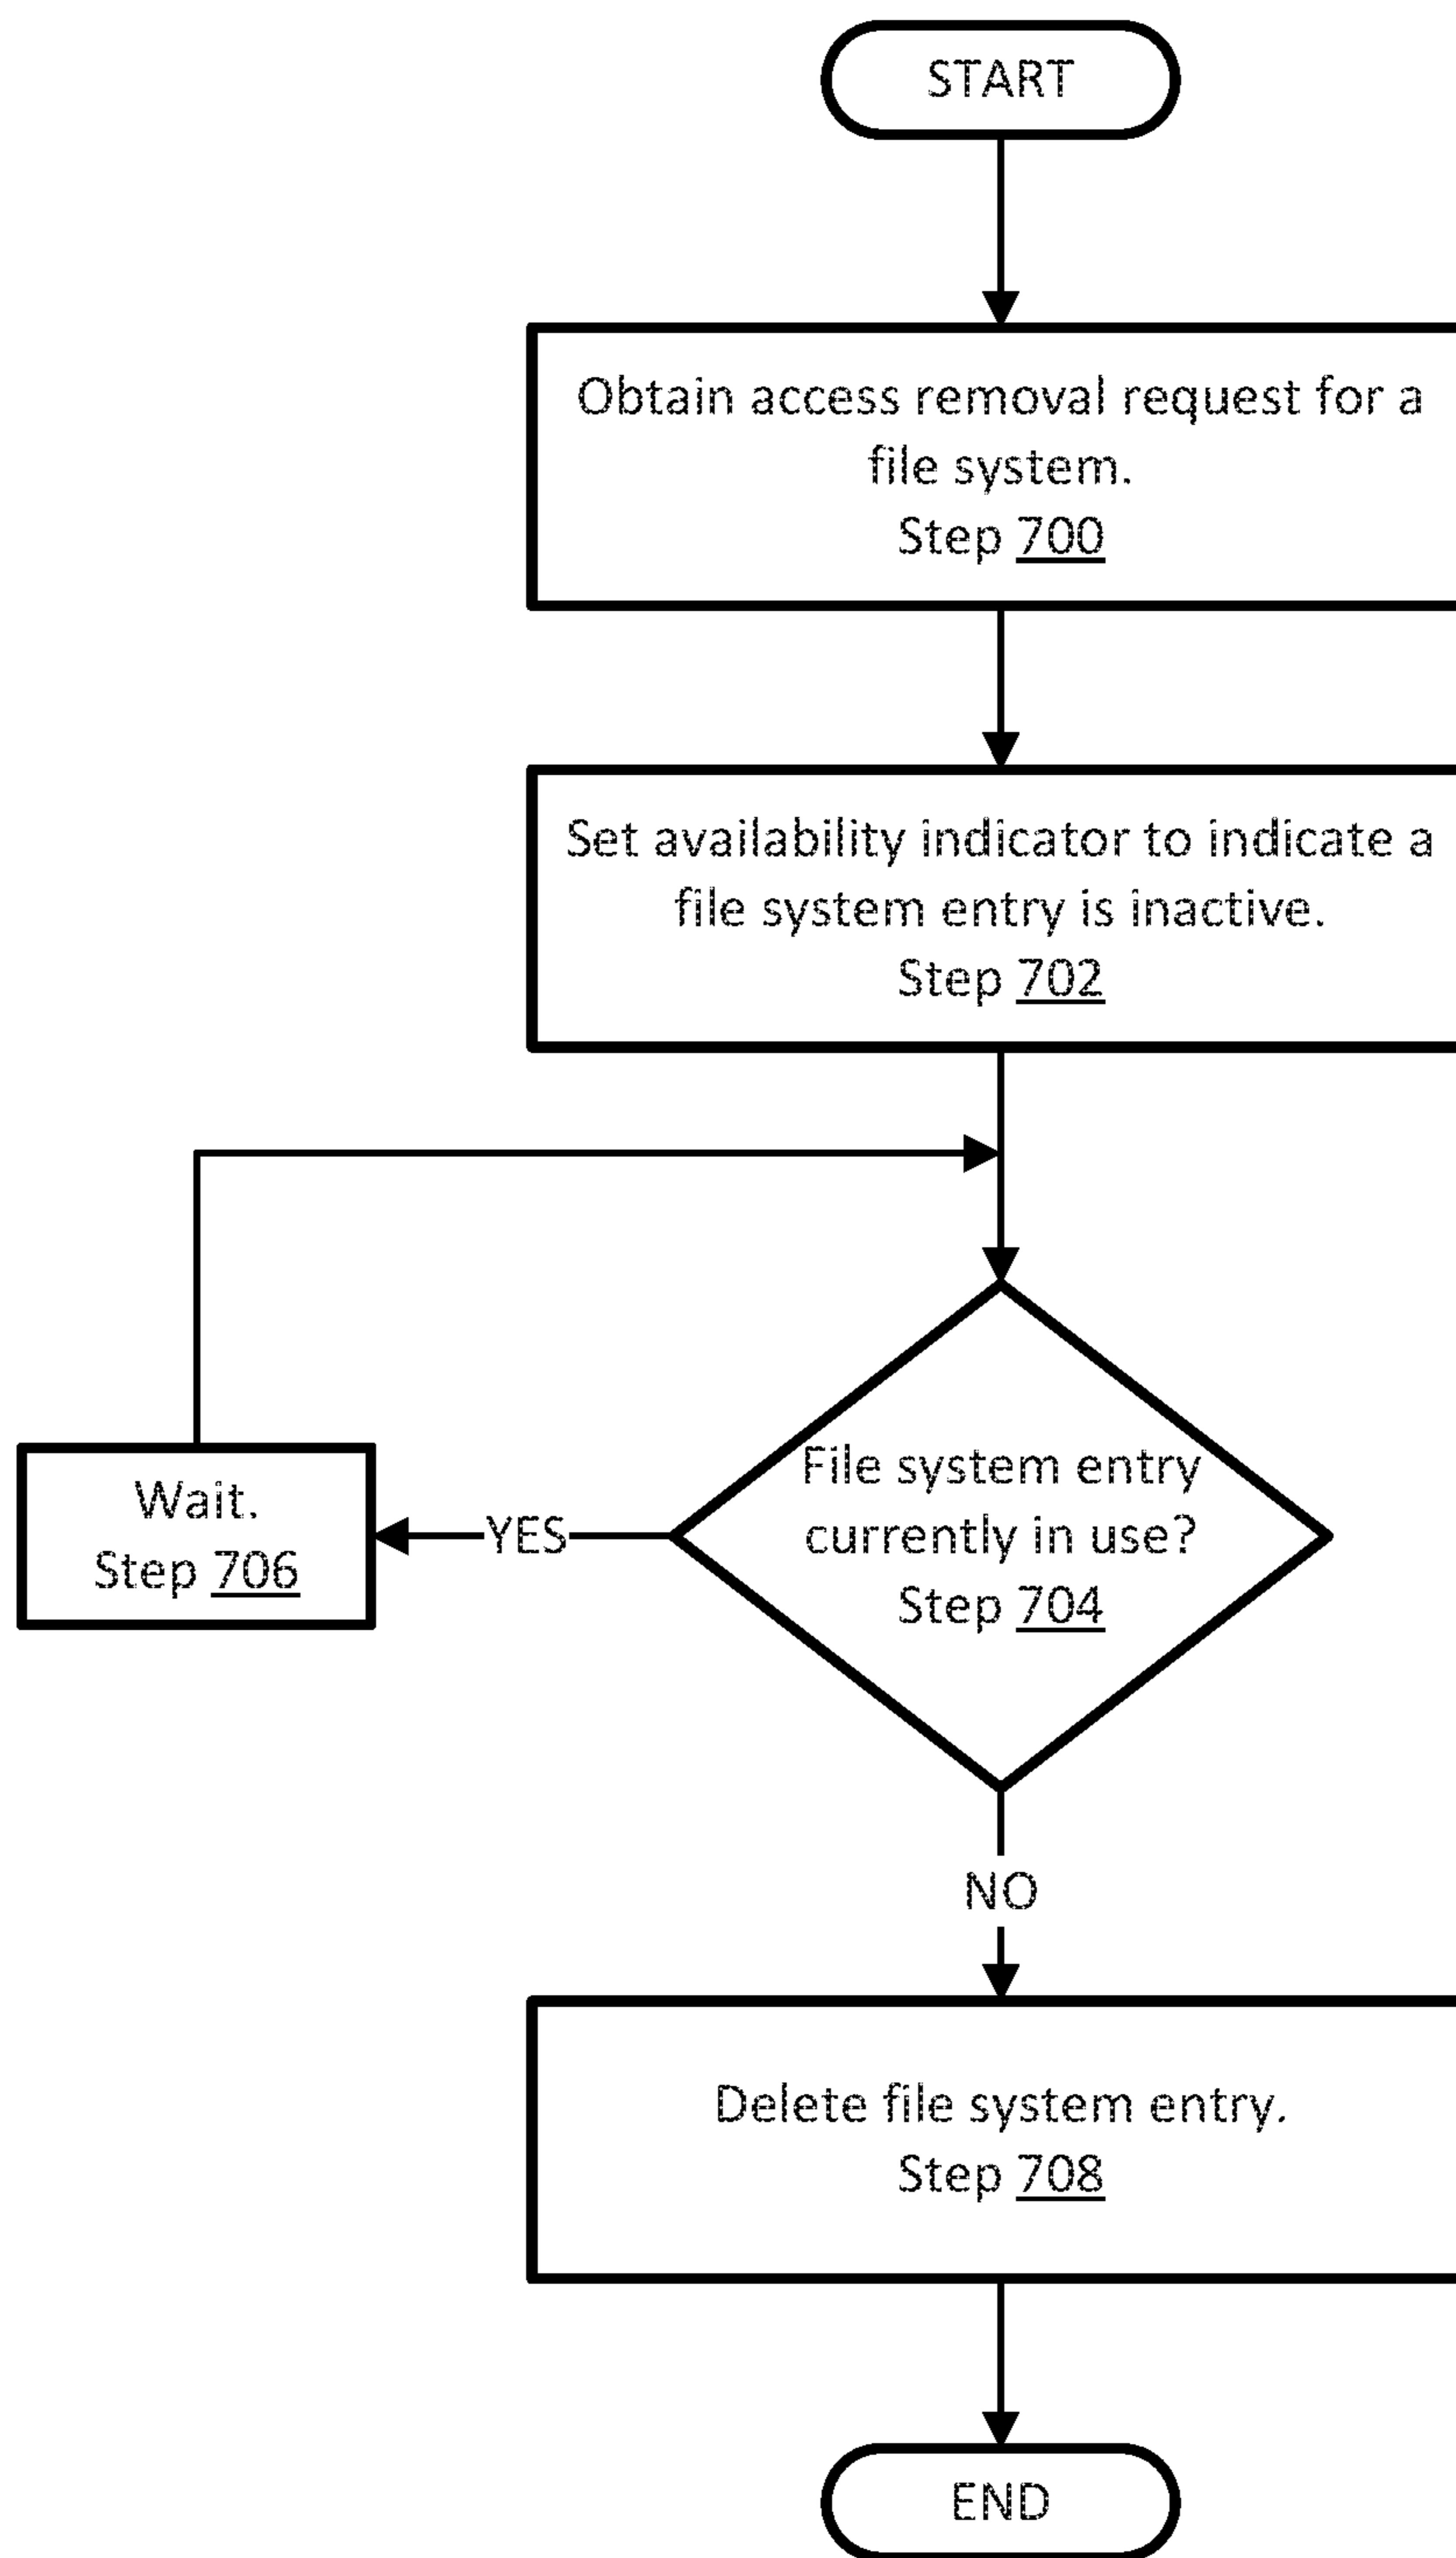 START
Obtain access removal request for a
file system.
Step 700
Set availability indicator to indicate a
file system entry is inactive.
Step 702
File system entry
currently in use?
Step 704
YES
Wait.
Step 706
NO
Delete file system entry.
Step 708
END